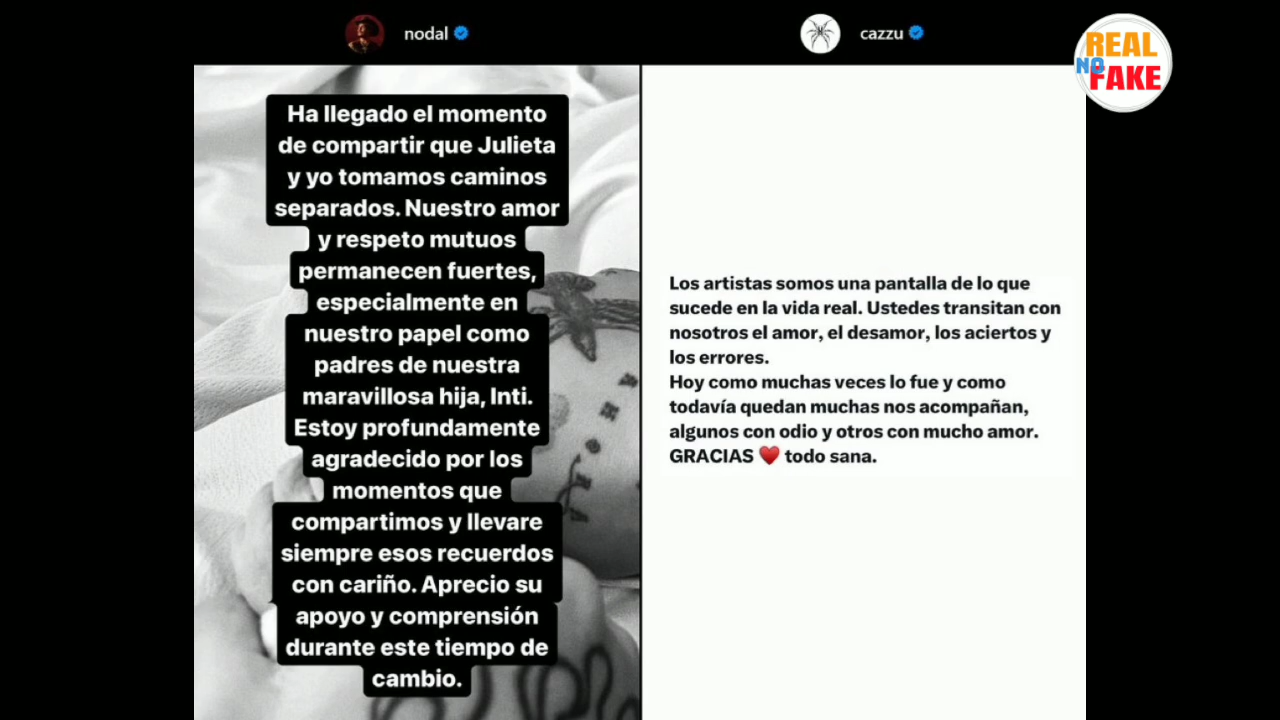 nodal
Ha llegado el momento
de compartir que Julieta
y yo tomamos caminos
separados. Nuestro amor
y respeto mutuos
permanecen fuertes,
especialmente en
nuestro papel como
padres de nuestra
maravillosa hija, Inti.
Estoy profundamente
agradecido por los
momentos que
compartimos y llevare
siempre esos recuerdos
con cariño. Aprecio su
apoyo y comprensión
durante este tiempo de
cambio.
cazzu
Los artistas somos una pantalla de lo que
sucede en la vida real. Ustedes transitan con
nosotros el amor, el desamor, los aciertos y
los errores.
Hoy como muchas veces lo fue y como
todavía quedan muchas nos acompañan,
algunos con odio y otros con mucho amor.
GRACIAS ♥️ todo sana.
REAL
NO
FAKE